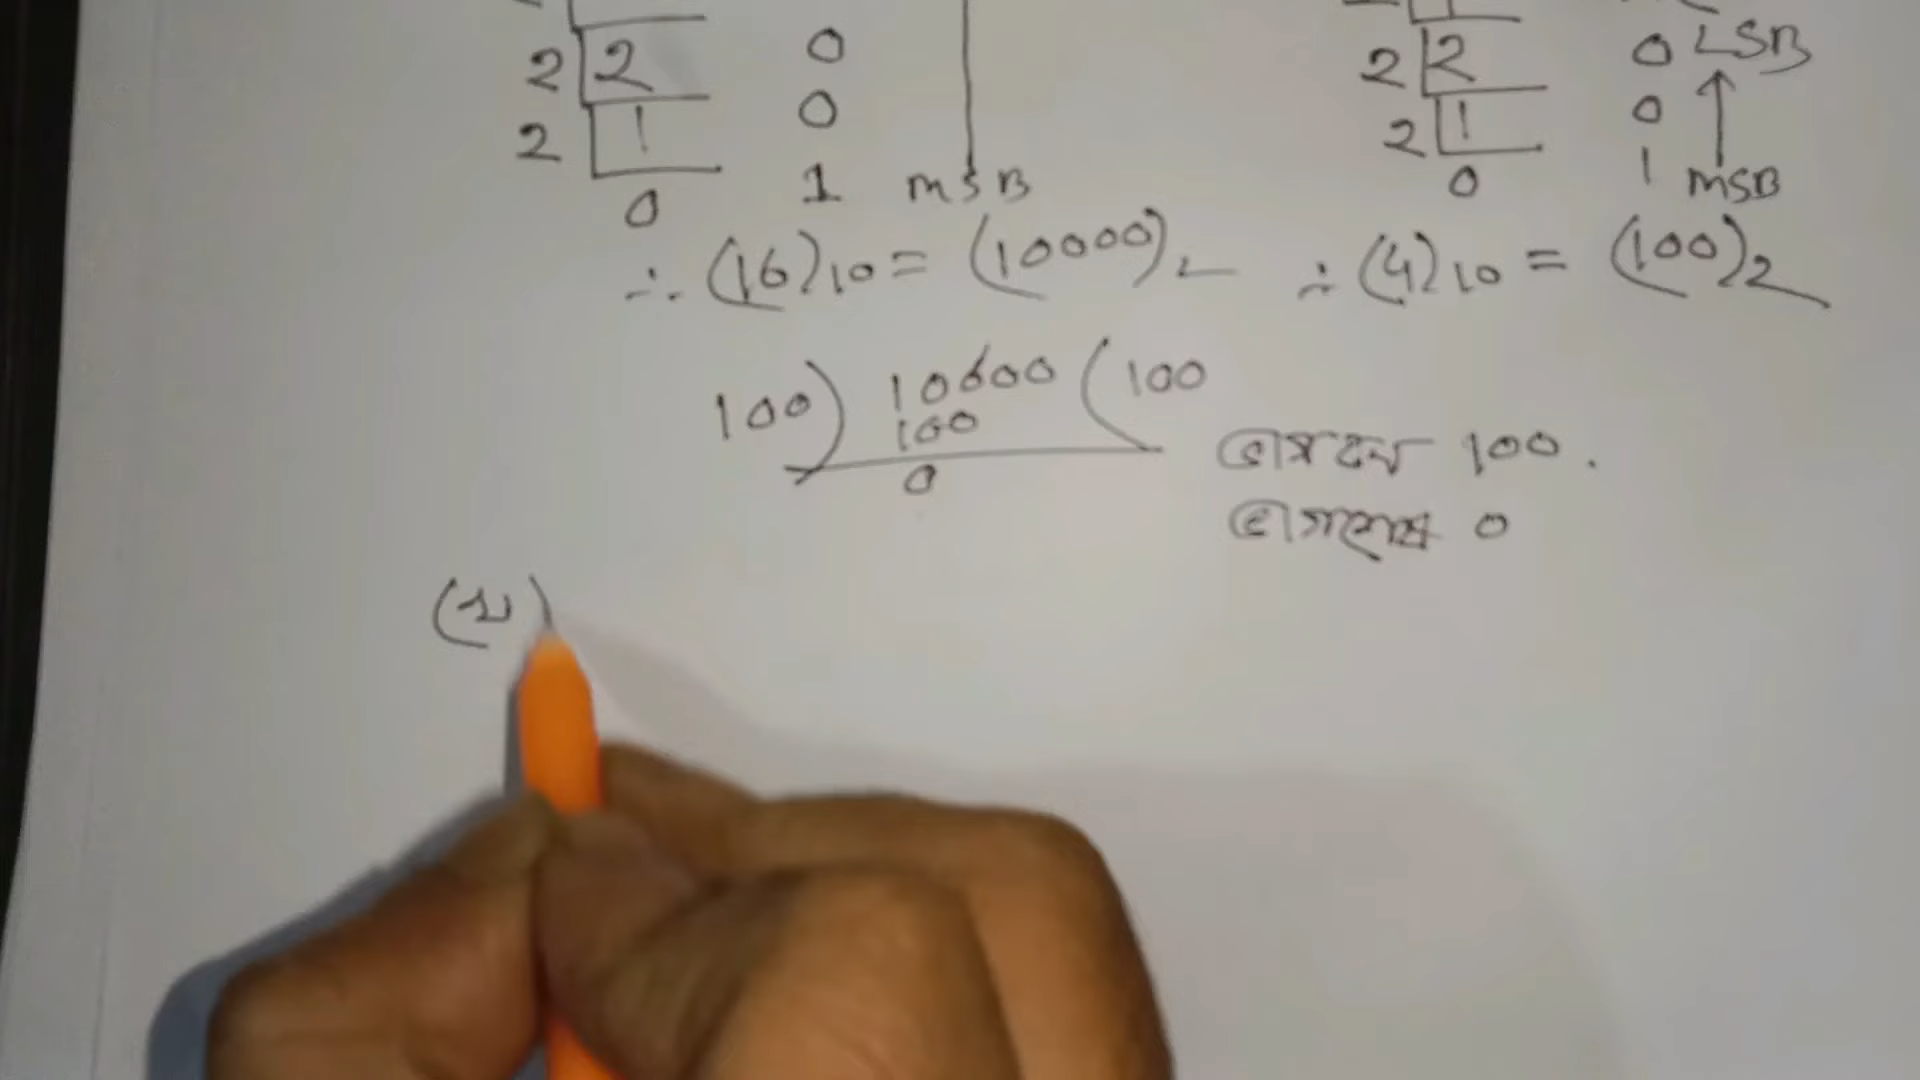 2 2 0 2 2 0 LSB
2 1 0 2 1 0
0 1 MSB 0 1 MSB
∴ (16)10 = (10000)2 ∴ (4)10 = (100)2
100) 10000 (100
100
0
ভাগফল 100.
ভাগশেষ 0